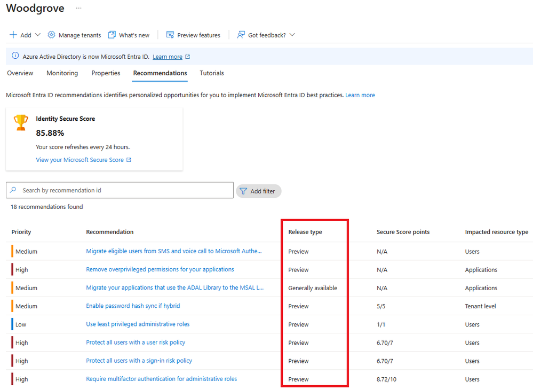 Woodgrove ...
Add Manage tenants What's new Preview features Got feedback?
Azure Active Directory is now Microsoft Entra ID. Learn more
Overview Monitoring Properties Recommendations Tutorials
Microsoft Entra ID recommendations identifies personalized opportunities for you to implement Microsoft Entra ID best practices. Learn more
Identity Secure Score
85.88%
Your score refreshes every 24 hours.
View your Microsoft Secure Score
Search by recommendation id Add filter
18 recommendations found
Priority Recommendation Release type Secure Score points Impacted resource type
Medium Migrate eligible users from SMS and voice call to Microsoft Authe... Preview N/A Users
High Remove overprivileged permissions for your applications Preview N/A Applications
Medium Migrate your applications that use the ADAL Library to the MSAL L... Generally available N/A Applications
Medium Enable password hash sync if hybrid Preview 5/5 Tenant level
Low Use least privileged administrative roles Preview 1/1 Users
High Protect all users with a user risk policy Preview 6.70/7 Users
High Protect all users with a sign-in risk policy Preview 6.70/7 Users
High Require multifactor authentication for administrative roles Preview 8.72/10 Users